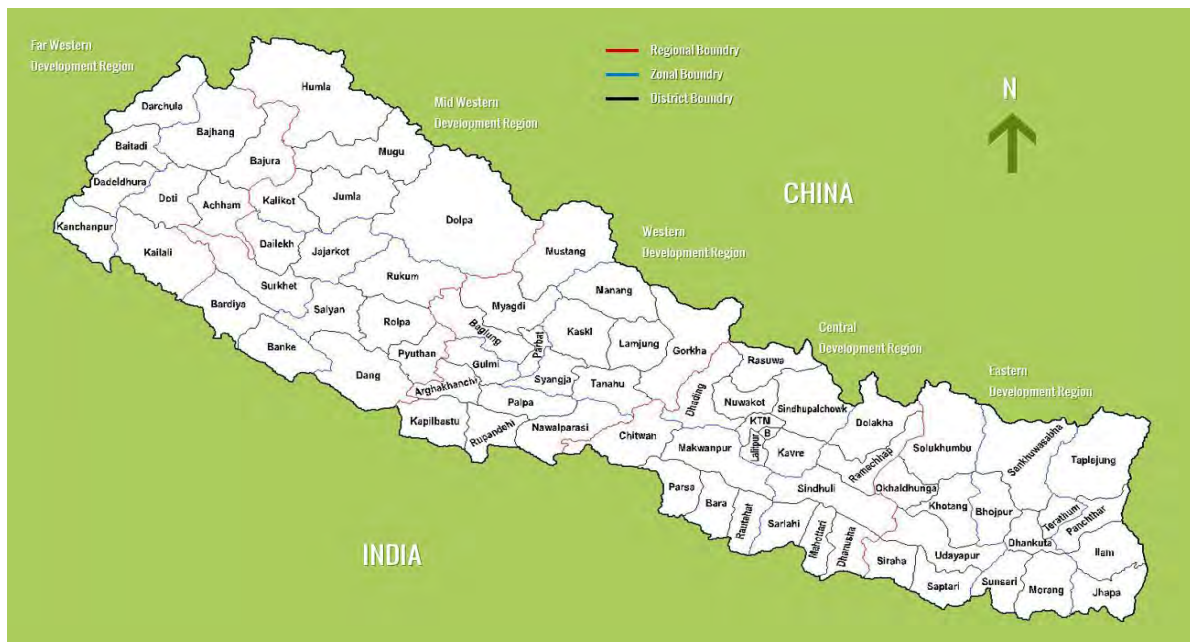 Far Western
Development Region
Regional Boundry
Zonal Boundry
District Boundry
N
Humla
Mid Western
Development Region
Darchula
Bajhang
Baitadi
Mugu
Bajura
Dadeldhura
Doti
Achham
Kalikot
Jumla
CHINA
Dolpa
Kanchanpur
Kailali
Dailekh
Jajarkot
Western
Development Region
Mustang
Rukum
Surkhet
Manang
Bardiya
Salyan
Myagdi
Rolpa
Baglung
Parbat
Kaski
Lamjung
Gorkha
Central
Development Region
Banke
Pyuthan
Gulmi
Rasuwa
Dang
Arghakhanchi
Syangja
Tanahu
Eastern
Development Region
Palpa
Dhading
Nuwakot
Sindhupalchowk
Kapilbastu
Rupandehi
Nawalparasi
Chitwan
KTM
B
Lalitpur
Dolakha
Makwanpur
Kavre
Ramechhap
Solukhumbu
Sankhuwasabha
Taplejung
Parsa
Sindhuli
Okhaldhunga
Bara
Khotang
Bhojpur
Terathum
Panchthar
Rautahat
Sarlahi
Mahottari
Dhanusha
Dhankuta
INDIA
Siraha
Udayapur
Ilam
Saptari
Sunsari
Morang
Jhapa